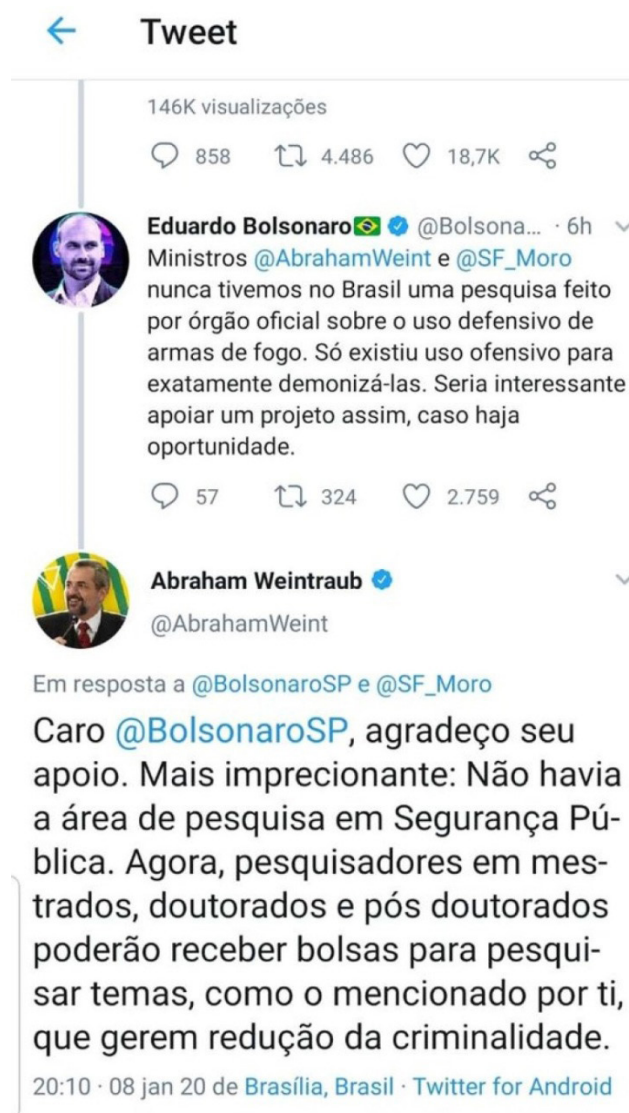 Tweet
146K visualizações
858 4.486 18,7K
Eduardo Bolsonaro @Bolsona... · 6h
Ministros @AbrahamWeint e @SF_Moro
nunca tivemos no Brasil uma pesquisa feito
por órgão oficial sobre o uso defensivo de
armas de fogo. Só existiu uso ofensivo para
exatamente demonizá-las. Seria interessante
apoiar um projeto assim, caso haja
oportunidade.
57 324 2.759
Abraham Weintraub
@AbrahamWeint
Em resposta a @BolsonaroSP e @SF_Moro
Caro @BolsonaroSP, agradeço seu
apoio. Mais imprecionante: Não havia
a área de pesquisa em Segurança Pú-
blica. Agora, pesquisadores em mes-
trados, doutorados e pós doutorados
poderão receber bolsas para pesqui-
sar temas, como o mencionado por ti,
que gerem redução da criminalidade.
20:10 · 08 jan 20 de Brasília, Brasil · Twitter for Android